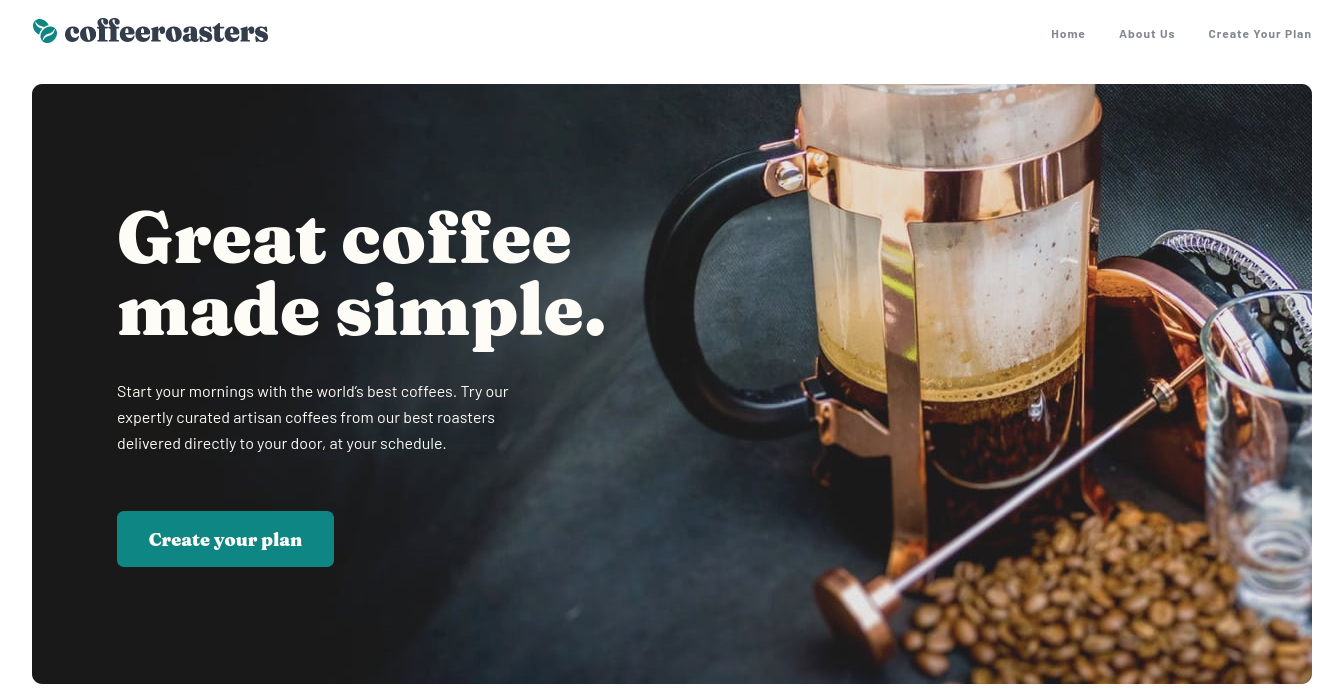 coffeeroasters
Home
About Us
Create Your Plan
Great coffee
made simple.
Start your mornings with the world’s best coffees. Try our
expertly curated artisan coffees from our best roasters
delivered directly to your door, at your schedule.
Create your plan